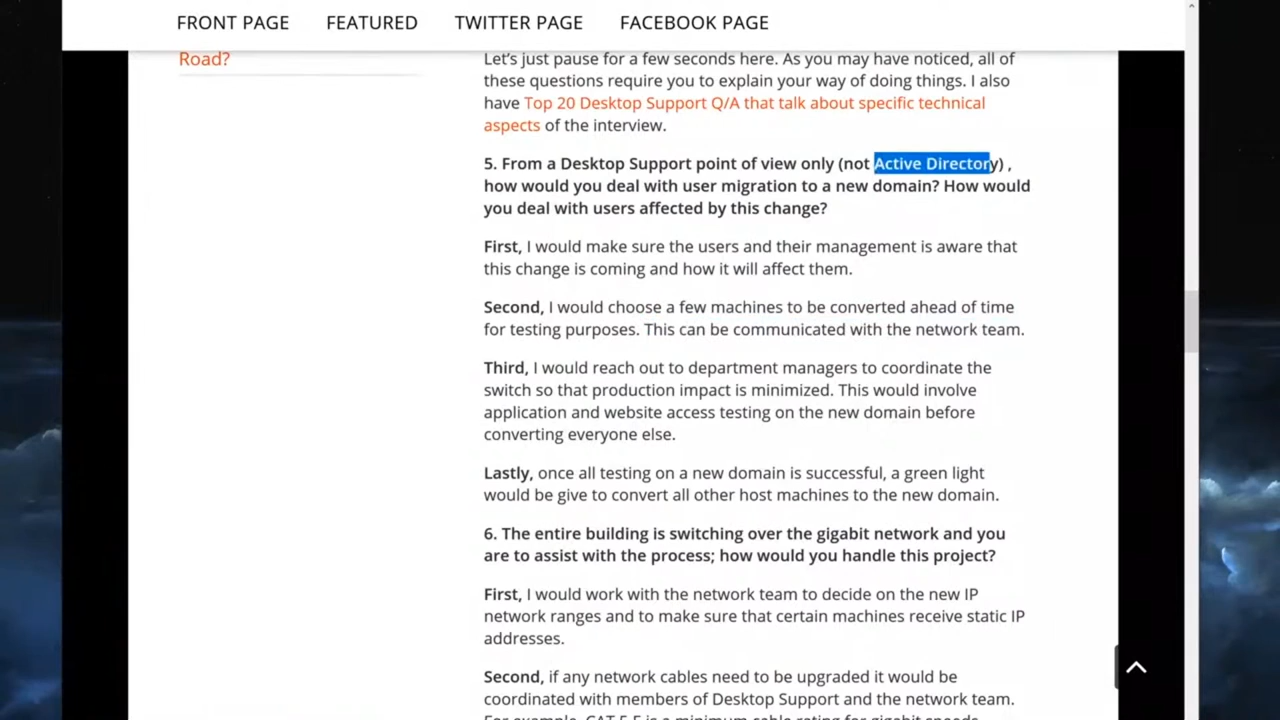 FRONT PAGE FEATURED TWITTER PAGE FACEBOOK PAGE
Road?
Let's just pause for a few seconds here. As you may have noticed, all of
these questions require you to explain your way of doing things. I also
have Top 20 Desktop Support Q/A that talk about specific technical
aspects of the interview.
5. From a Desktop Support point of view only (not Active Directory) ,
how would you deal with user migration to a new domain? How would
you deal with users affected by this change?
First, I would make sure the users and their management is aware that
this change is coming and how it will affect them.
Second, I would choose a few machines to be converted ahead of time
for testing purposes. This can be communicated with the network team.
Third, I would reach out to department managers to coordinate the
switch so that production impact is minimized. This would involve
application and website access testing on the new domain before
converting everyone else.
Lastly, once all testing on a new domain is successful, a green light
would be give to convert all other host machines to the new domain.
6. The entire building is switching over the gigabit network and you
are to assist with the process; how would you handle this project?
First, I would work with the network team to decide on the new IP
network ranges and to make sure that certain machines receive static IP
addresses.
Second, if any network cables need to be upgraded it would be
coordinated with members of Desktop Support and the network team.
For example, CAT 5 E is a minimum cable rating for gigabit speeds.